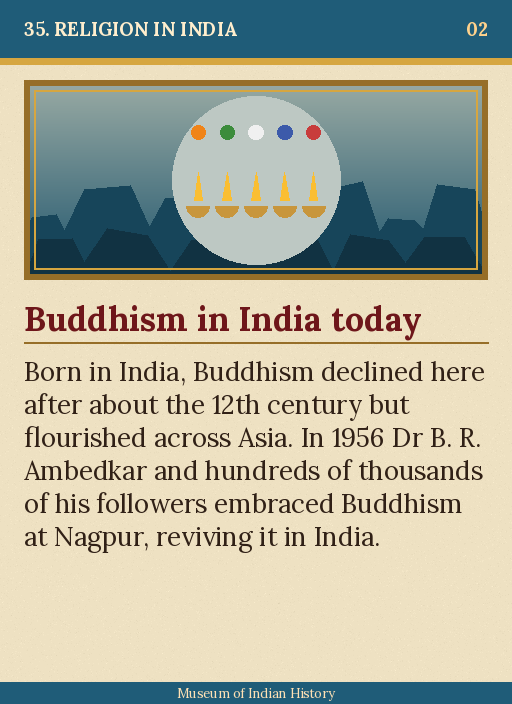 35. RELIGION IN INDIA
02
Buddhism in India today
Born in India, Buddhism declined here
after about the 12th century but
flourished across Asia. In 1956 Dr B. R.
Ambedkar and hundreds of thousands
of his followers embraced Buddhism
at Nagpur, reviving it in India.
Museum of Indian History